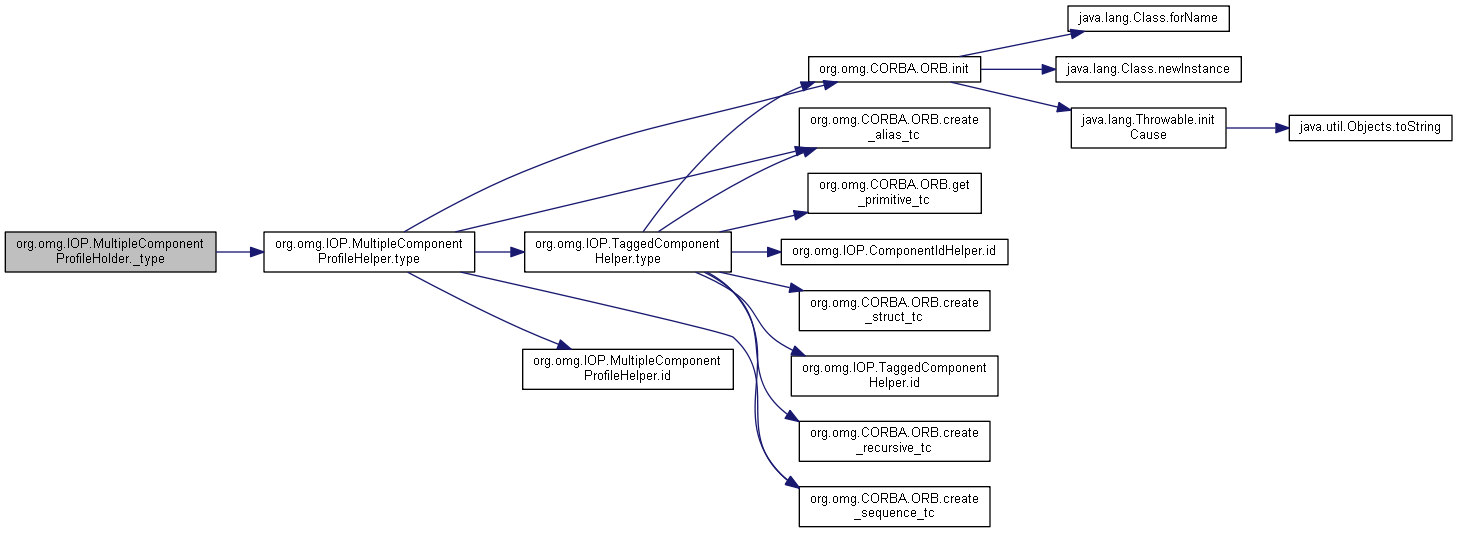 org.omg.IOP.MultipleComponent
ProfileHolder._type
org.omg.IOP.MultipleComponent
ProfileHelper.type
org.omg.IOP.TaggedComponent
Helper.type
org.omg.IOP.MultipleComponent
ProfileHelper.id
org.omg.CORBA.ORB.init
org.omg.CORBA.ORB.create
_alias_tc
org.omg.CORBA.ORB.get
_primitive_tc
org.omg.IOP.ComponentIdHelper.id
org.omg.CORBA.ORB.create
_struct_tc
org.omg.IOP.TaggedComponent
Helper.id
org.omg.CORBA.ORB.create
_recursive_tc
org.omg.CORBA.ORB.create
_sequence_tc
java.lang.Class.forName
java.lang.Class.newInstance
java.lang.Throwable.init
Cause
java.util.Objects.toString